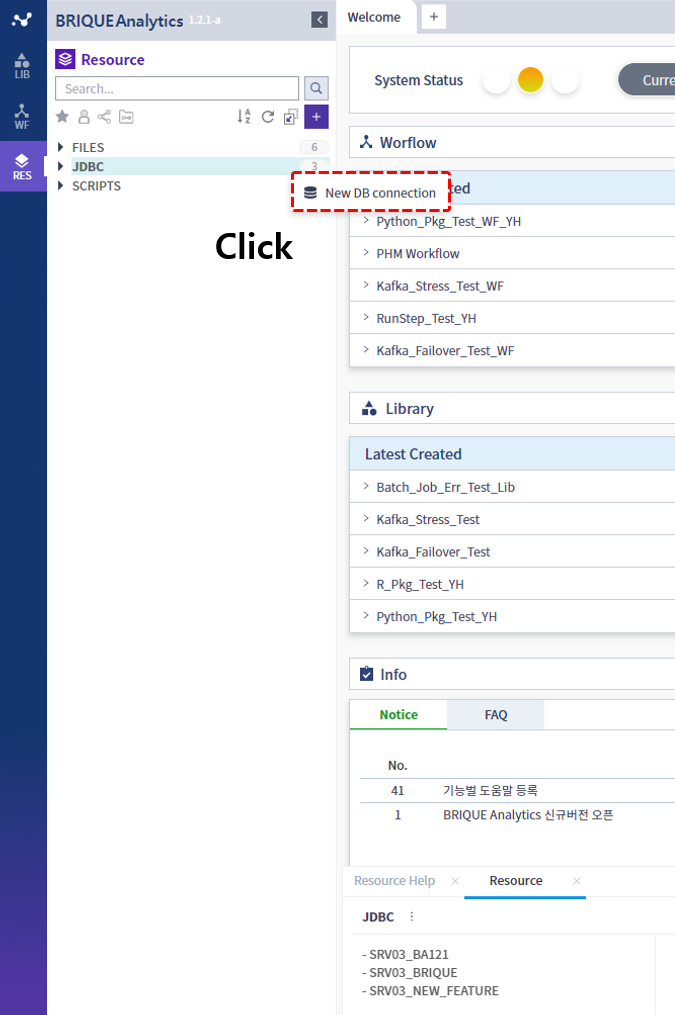 BRIQUE Analytics 1.2.1-a
Welcome
LIB
WF
RES
Resource
Search...
FILES 6
JDBC 3
SCRIPTS
New DB connection
Click
System Status
Curre
Worflow
ted
Python_Pkg_Test_WF_YH
PHM Workflow
Kafka_Stress_Test_WF
RunStep_Test_YH
Kafka_Failover_Test_WF
Library
Latest Created
Batch_Job_Err_Test_Lib
Kafka_Stress_Test
Kafka_Failover_Test
R_Pkg_Test_YH
Python_Pkg_Test_YH
Info
Notice FAQ
No.
41 기능별 도움말 등록
1 BRIQUE Analytics 신규버전 오픈
Resource Help Resource
JDBC
- SRV03_BA121
- SRV03_BRIQUE
- SRV03_NEW_FEATURE